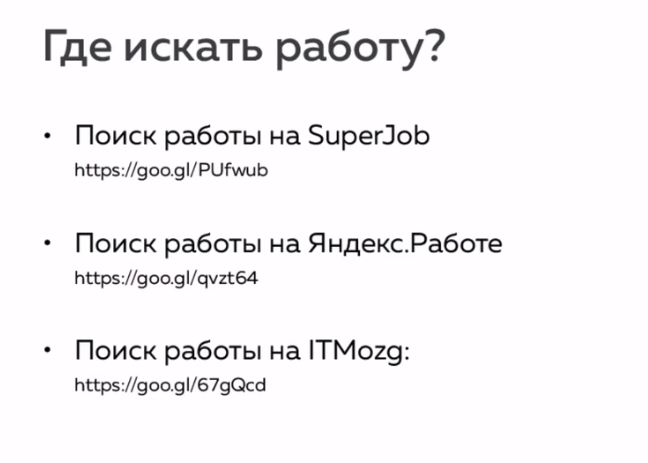 Где искать работу?
• Поиск работы на SuperJob
https://goo.gl/PUfwub
• Поиск работы на Яндекс.Работе
https://goo.gl/qvzt64
• Поиск работы на ITMozg:
https://goo.gl/67gQcd